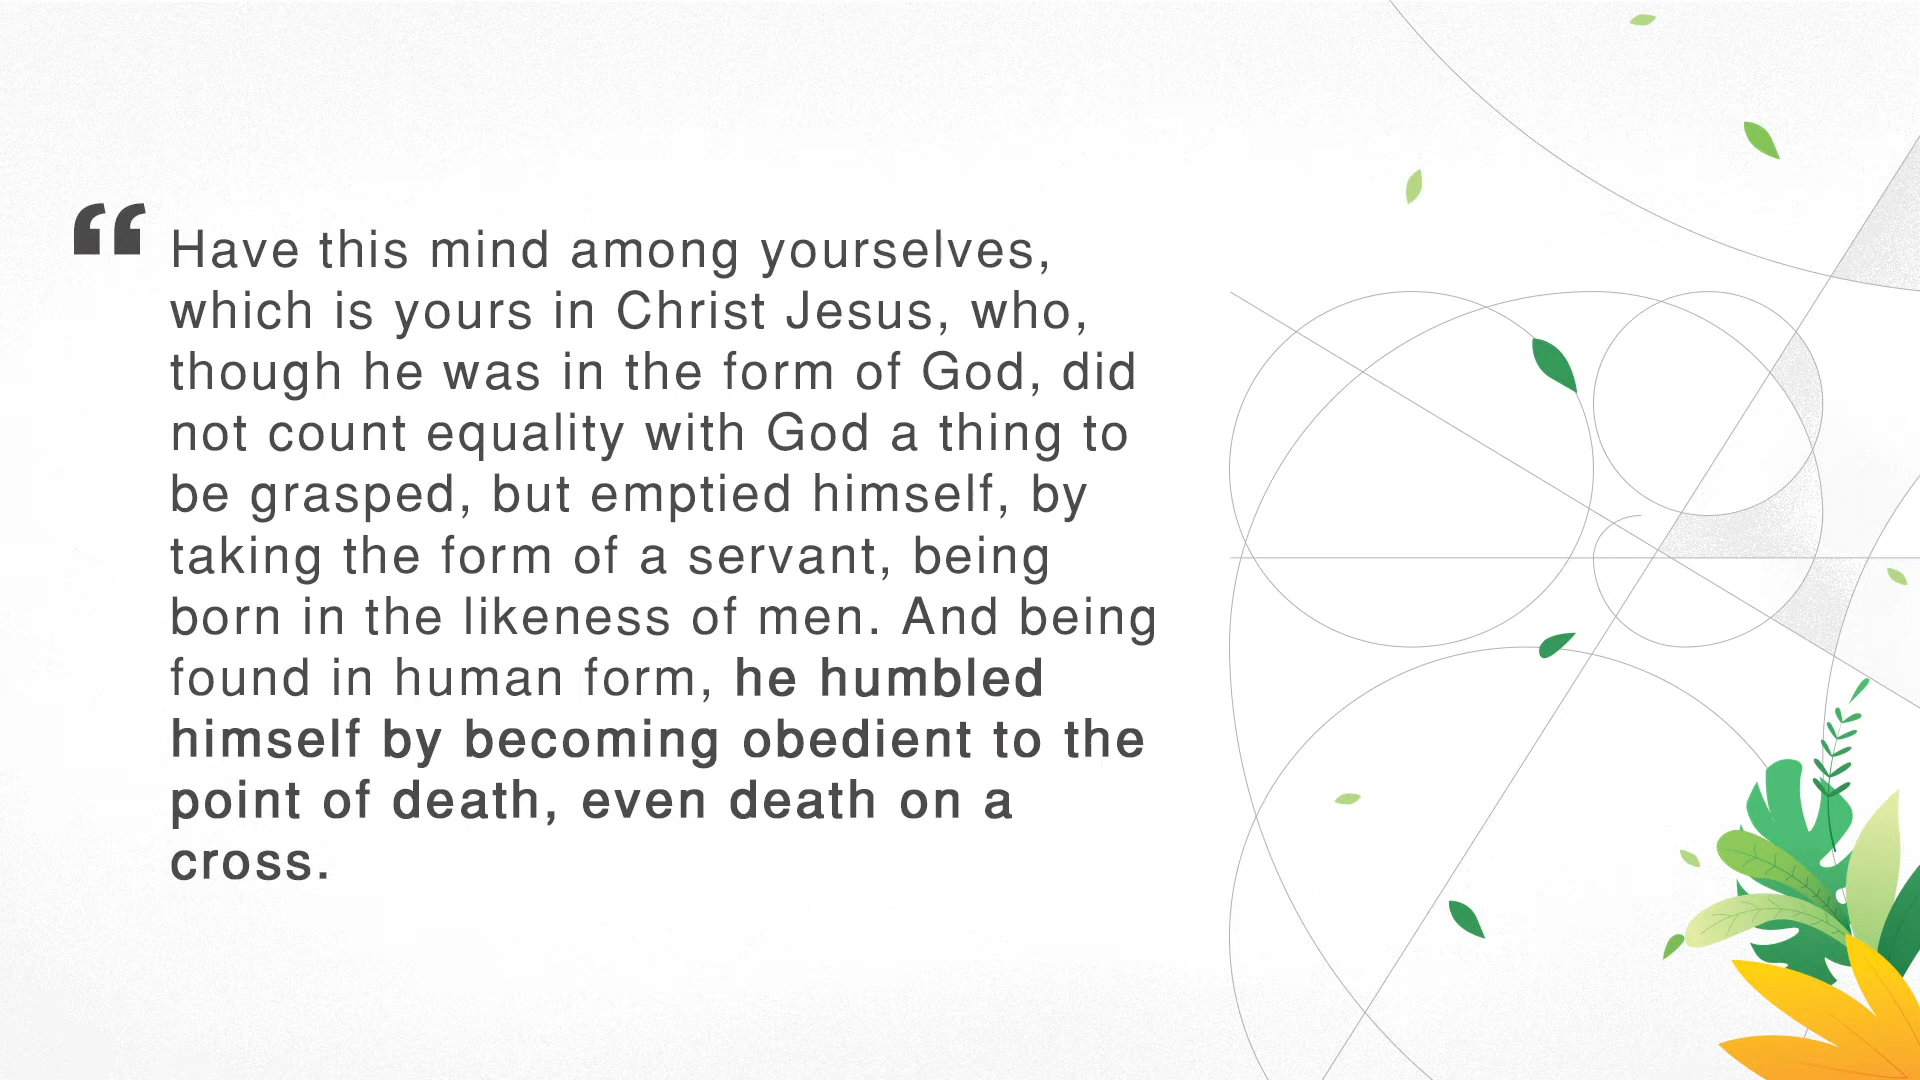 “ Have this mind among yourselves,
which is yours in Christ Jesus, who,
though he was in the form of God, did
not count equality with God a thing to
be grasped, but emptied himself, by
taking the form of a servant, being
born in the likeness of men. And being
found in human form, he humbled
himself by becoming obedient to the
point of death, even death on a
cross.